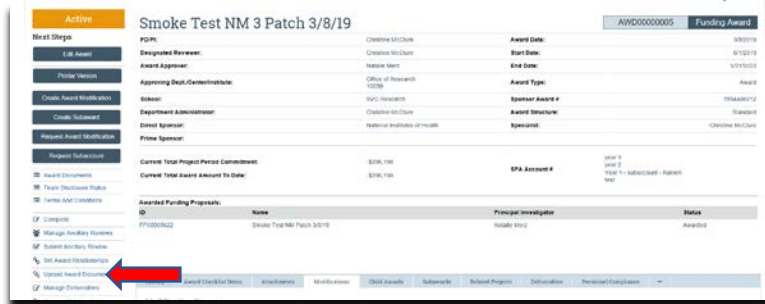 Active
Smoke Test NM 3 Patch 3/8/19
AWD00000005
Funding Award
Next Steps
Edit Award
Printer Version
Create Award Modification
Create Subaward
Request Award Modification
Request Subaccount
Award Documents
Team Disclosure Status
Terms And Conditions
Complete
Manage Ancillary Reviews
Submit Ancillary Review
Set Award Relationships
Upload Award Document
Manage Deliverables
PD/PI: Christine McClure
Designated Reviewer: Christine McClure
Award Approver: Natalie Merz
Approving Dept./Center/Institute: Office of Research
School: SVC Research
Department Administrator: Christine McClure
Direct Sponsor: National Institutes of Health
Prime Sponsor:
Award Date:
Start Date:
End Date:
Award Type: Award
Sponsor Award #
Award Structure: Standard
Specialist: Christine McClure
Current Total Project Period Commitment:
Current Total Award Amount To Date:
SPA Account #
year 1
year 2
Awarded Funding Proposals:
ID Name Principal Investigator Status
Smoke Test NM Patch 3/8/19 Natalie Merz Awarded
Award Checklist Items Attachments Modifications Child Awards Subawards Related Projects Deliverables Personnel Compliance